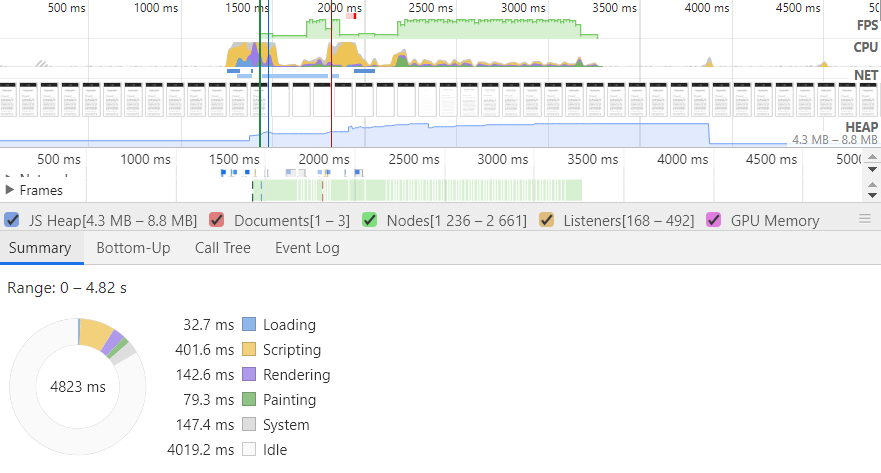 500 ms 1000 ms 1500 ms 2000 ms 2500 ms 3000 ms 3500 ms 4000 ms 4500 ms 50
FPS
CPU
NET
HEAP
4.3 MB – 8.8 MB
500 ms 1000 ms 1500 ms 2000 ms 2500 ms 3000 ms 3500 ms 4000 ms 4500 ms 5000
Frames
JS Heap[4.3 MB – 8.8 MB] Documents[1 – 3] Nodes[1 236 – 2 661] Listeners[168 – 492] GPU Memory
Summary Bottom-Up Call Tree Event Log
Range: 0 – 4.82 s
4823 ms
32.7 ms Loading
401.6 ms Scripting
142.6 ms Rendering
79.3 ms Painting
147.4 ms System
4019.2 ms Idle